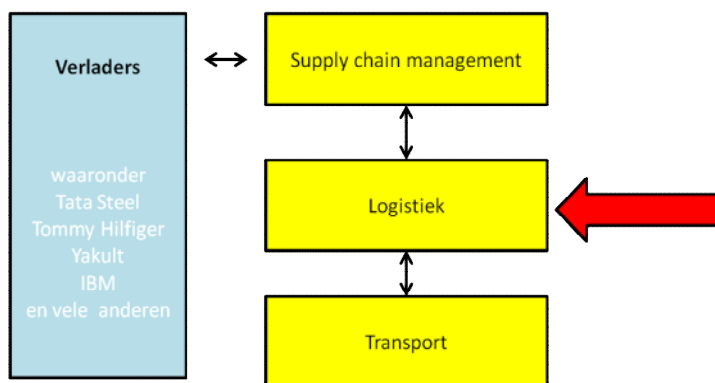 Verladers
waaronder
Tata Steel
Tommy Hilfiger
Yakult
IBM
en vele anderen
Supply chain management
Logistiek
Transport